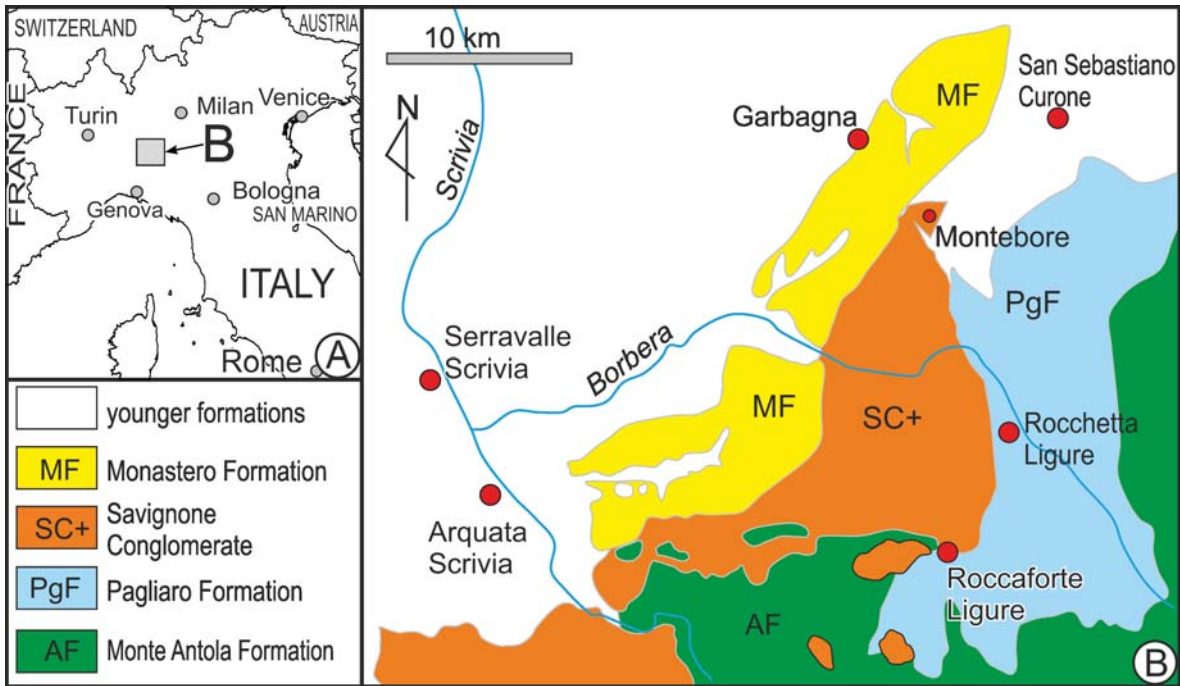 SWITZERLAND
AUSTRIA
FRANCE
Turin
Milan
Venice
B
Genova
Bologna
SAN MARINO
ITALY
Rome
A
younger formations
MF
Monastero Formation
SC+
Savignone
Conglomerate
PgF
Pagliaro Formation
AF
Monte Antola Formation
10 km
N
Scrivia
Garbagna
MF
San Sebastiano
Curone
Montebore
PgF
Serravalle
Scrivia
Borbera
MF
SC+
Rocchetta
Ligure
Arquata
Scrivia
Roccaforte
Ligure
AF
B